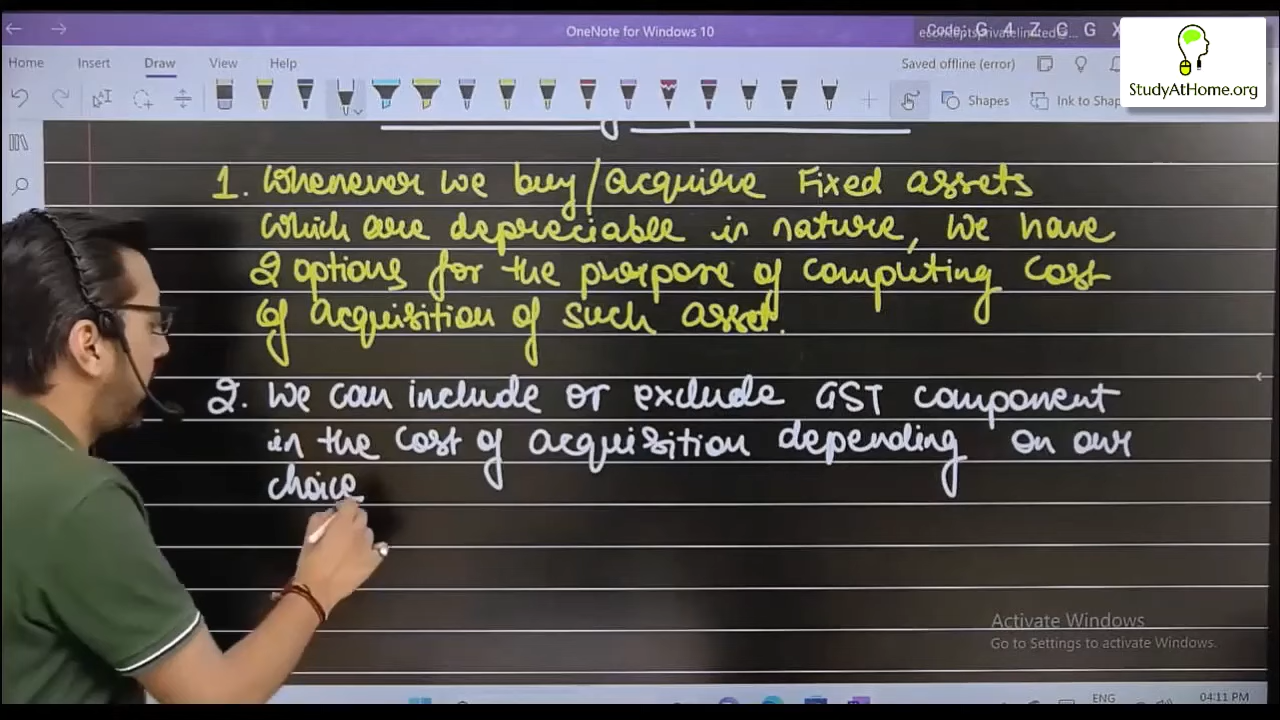 OneNote for Windows 10
Code: G 4 Z C G X
econceptsprivatelimited@...
StudyAtHome.org
Home Insert Draw View Help
Saved offline (error)
Shapes
Ink to Shap
1. Whenever we buy/acquire Fixed assets
which are depreciable in nature, we have
2 options for the purpose of computing cost
of acquisition of such asset.
2. We can include or exclude GST component
in the cost of acquisition depending on our
choice
Activate Windows
Go to Settings to activate Windows.
ENG
04:11 PM